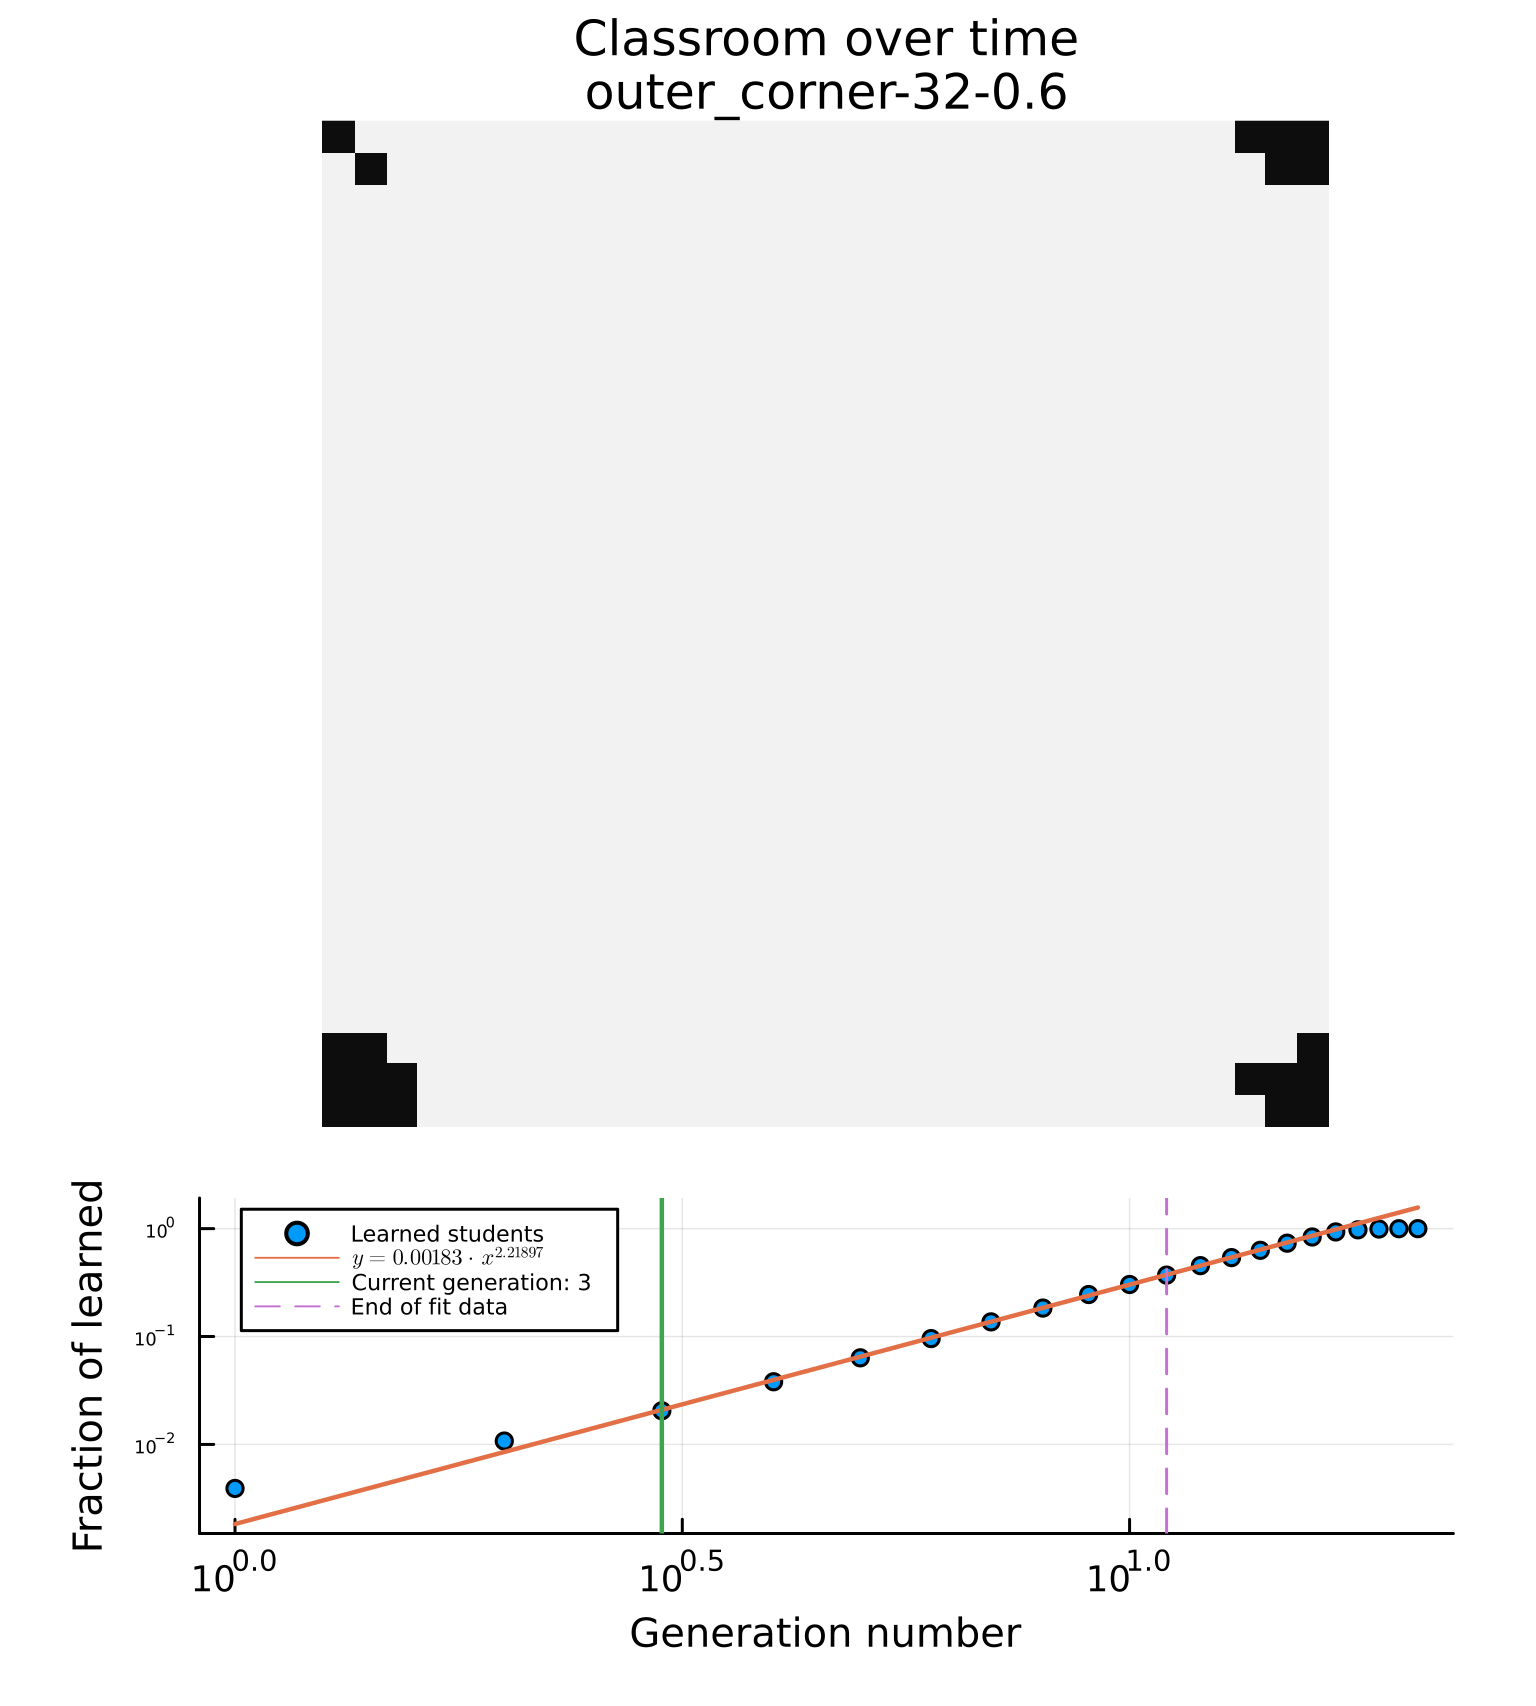 Classroom over time
outer_corner-32-0.6
Fraction of learned
10^0
10^-1
10^-2
Learned students
y = 0.00183 · x^2.21897
Current generation: 3
End of fit data
10^0.0
10^0.5
10^1.0
Generation number